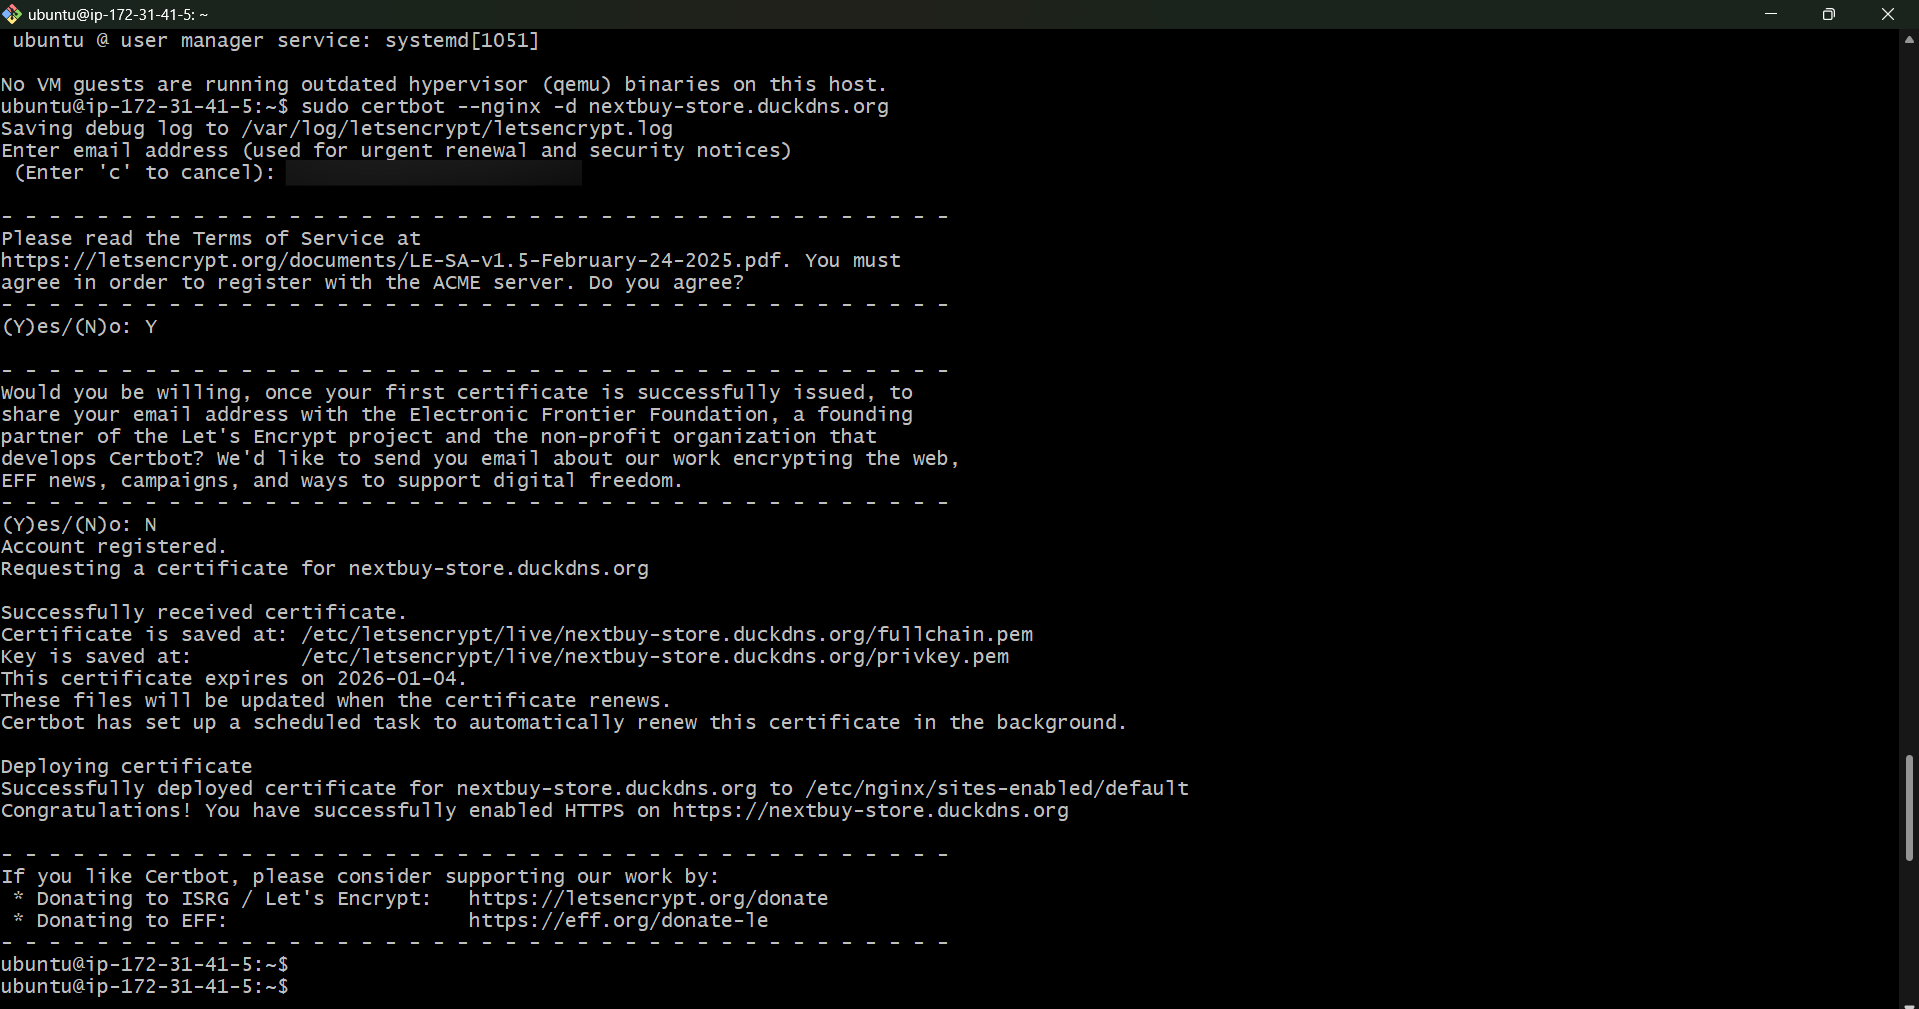 ubuntu@ip-172-31-41-5: ~
ubuntu @ user manager service: systemd[1051]
No VM guests are running outdated hypervisor (qemu) binaries on this host.
ubuntu@ip-172-31-41-5:~$ sudo certbot --nginx -d nextbuy-store.duckdns.org
Saving debug log to /var/log/letsencrypt/letsencrypt.log
Enter email address (used for urgent renewal and security notices)
(Enter 'c' to cancel):
- - - - - - - - - - - - - - - - - - - - - - - - - - - - - - - - - - - - - - - -
Please read the Terms of Service at
https://letsencrypt.org/documents/LE-SA-v1.5-February-24-2025.pdf. You must
agree in order to register with the ACME server. Do you agree?
- - - - - - - - - - - - - - - - - - - - - - - - - - - - - - - - - - - - - - - -
(Y)es/(N)o: Y
- - - - - - - - - - - - - - - - - - - - - - - - - - - - - - - - - - - - - - - -
Would you be willing, once your first certificate is successfully issued, to
share your email address with the Electronic Frontier Foundation, a founding
partner of the Let's Encrypt project and the non-profit organization that
develops Certbot? We'd like to send you email about our work encrypting the web,
EFF news, campaigns, and ways to support digital freedom.
- - - - - - - - - - - - - - - - - - - - - - - - - - - - - - - - - - - - - - - -
(Y)es/(N)o: N
Account registered.
Requesting a certificate for nextbuy-store.duckdns.org
Successfully received certificate.
Certificate is saved at: /etc/letsencrypt/live/nextbuy-store.duckdns.org/fullchain.pem
Key is saved at:         /etc/letsencrypt/live/nextbuy-store.duckdns.org/privkey.pem
This certificate expires on 2026-01-04.
These files will be updated when the certificate renews.
Certbot has set up a scheduled task to automatically renew this certificate in the background.
Deploying certificate
Successfully deployed certificate for nextbuy-store.duckdns.org to /etc/nginx/sites-enabled/default
Congratulations! You have successfully enabled HTTPS on https://nextbuy-store.duckdns.org
- - - - - - - - - - - - - - - - - - - - - - - - - - - - - - - - - - - - - - - -
If you like Certbot, please consider supporting our work by:
* Donating to ISRG / Let's Encrypt:   https://letsencrypt.org/donate
* Donating to EFF:                    https://eff.org/donate-le
- - - - - - - - - - - - - - - - - - - - - - - - - - - - - - - - - - - - - - - -
ubuntu@ip-172-31-41-5:~$
ubuntu@ip-172-31-41-5:~$